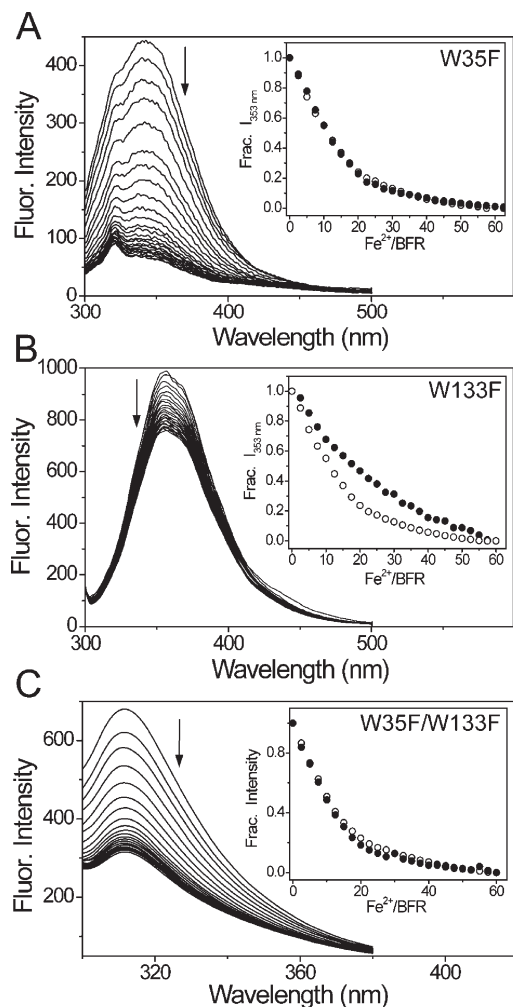 A
W35F
400
300
200
100
0
Fluor. Intensity
300
400
500
Wavelength (nm)
1.0
0.8
0.6
0.4
0.2
0.0
Frac. I353 nm
0 10 20 30 40 50 60
Fe2+/BFR
B
W133F
1000
800
600
400
200
0
Fluor. Intensity
300
400
500
Wavelength (nm)
1.0
0.8
0.6
0.4
0.2
0.0
Frac. I353 nm
0 10 20 30 40 50 60
Fe2+/BFR
C
W35F/W133F
600
400
200
Fluor. Intensity
320
360
400
Wavelength (nm)
0.8
0.4
0.0
Frac. Intensity
0 20 40 60
Fe2+/BFR